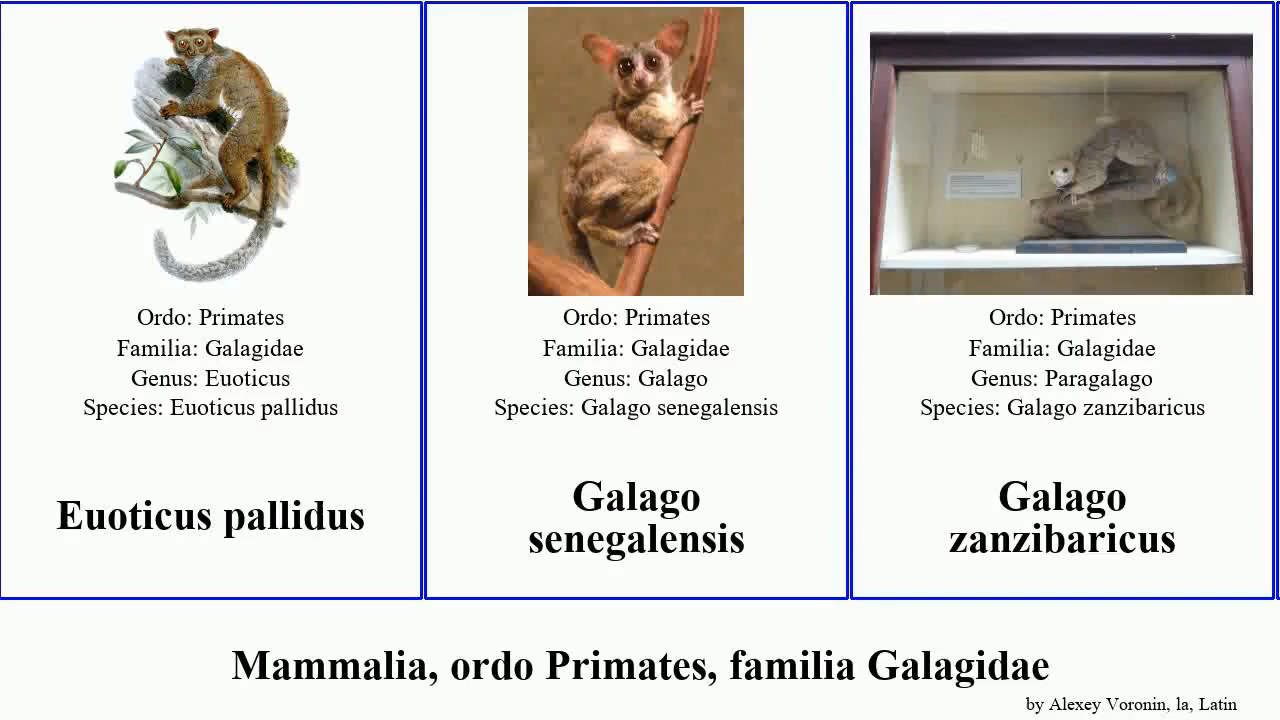 Ordo: Primates
Familia: Galagidae
Genus: Euoticus
Species: Euoticus pallidus
Euoticus pallidus
Ordo: Primates
Familia: Galagidae
Genus: Galago
Species: Galago senegalensis
Galago
senegalensis
Ordo: Primates
Familia: Galagidae
Genus: Paragalago
Species: Galago zanzibaricus
Galago
zanzibaricus
Mammalia, ordo Primates, familia Galagidae
by Alexey Voronin, la, Latin